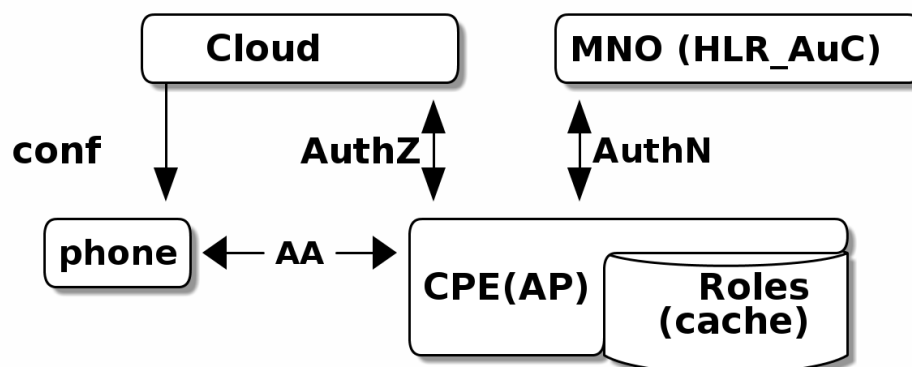 Cloud
MNO (HLR_AuC)
conf
AuthZ
AuthN
phone
AA
CPE(AP)
Roles
(cache)